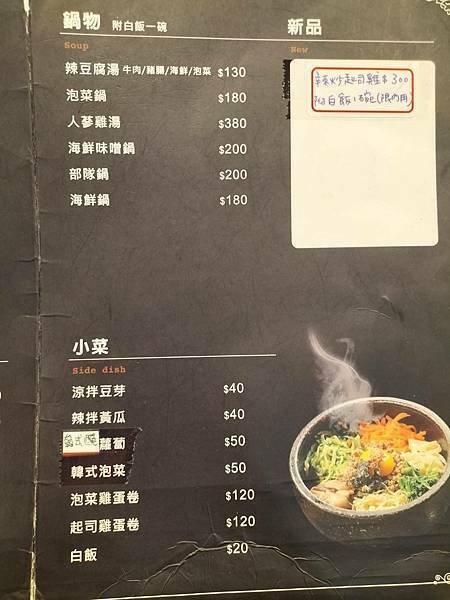 鍋物 附白飯一碗
Soup
辣豆腐湯 牛肉/豬腸/海鮮/泡菜 $130
泡菜鍋 $180
人蔘雞湯 $380
海鮮味噌鍋 $200
部隊鍋 $200
海鮮鍋 $180
新品
New
辣炒起司雞 $300
附白飯1碗(限內用)
小菜
Side dish
涼拌豆芽 $40
辣拌黃瓜 $40
蘿蔔 $50
韓式泡菜 $50
泡菜雞蛋卷 $120
起司雞蛋卷 $120
白飯 $20